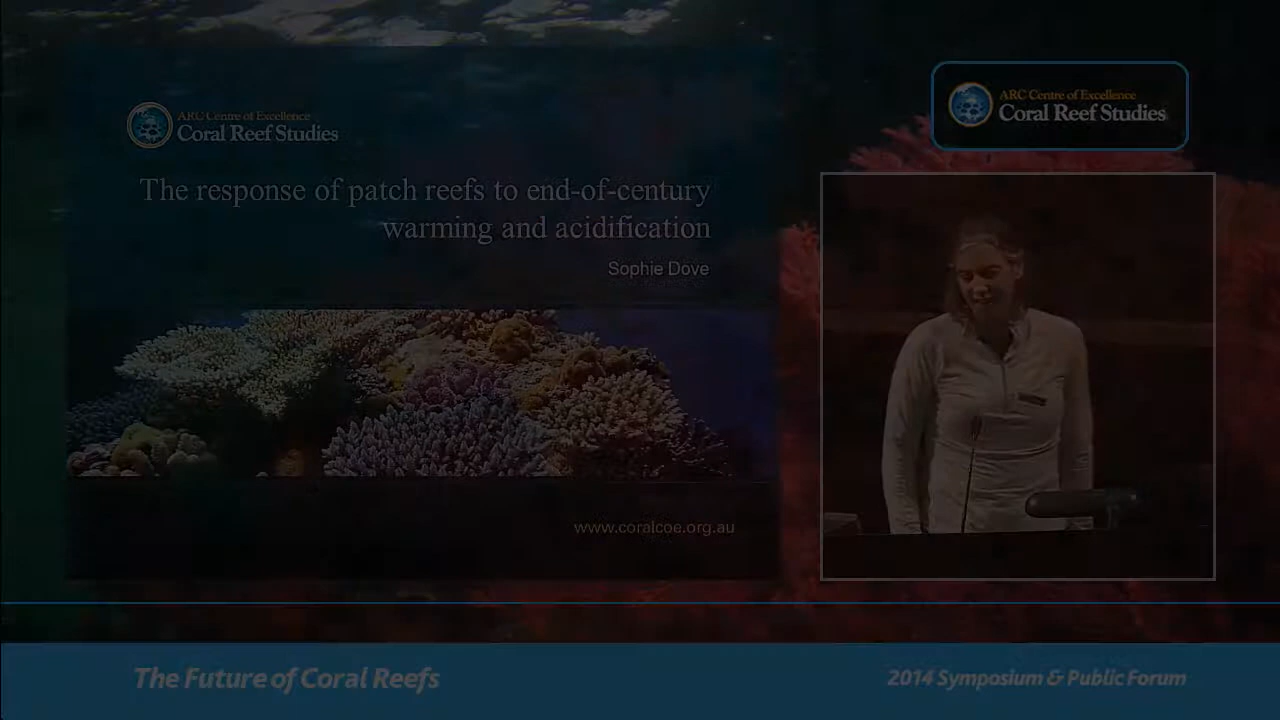 ARC Centre of Excellence
Coral Reef Studies
The response of patch reefs to end-of-century
warming and acidification
Sophie Dove
www.coralcoe.org.au
ARC Centre of Excellence
Coral Reef Studies
The Future of Coral Reefs
2014 Symposium & Public Forum